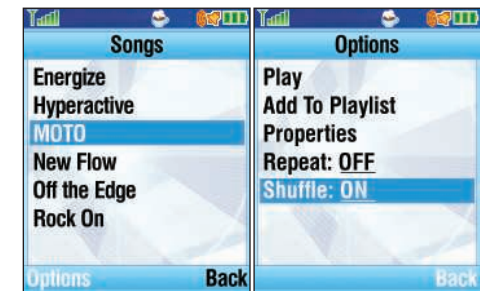 Songs
Energize
Hyperactive
MOTO
New Flow
Off the Edge
Rock On
Options Back
Options
Play
Add To Playlist
Properties
Repeat: OFF
Shuffle: ON
Back